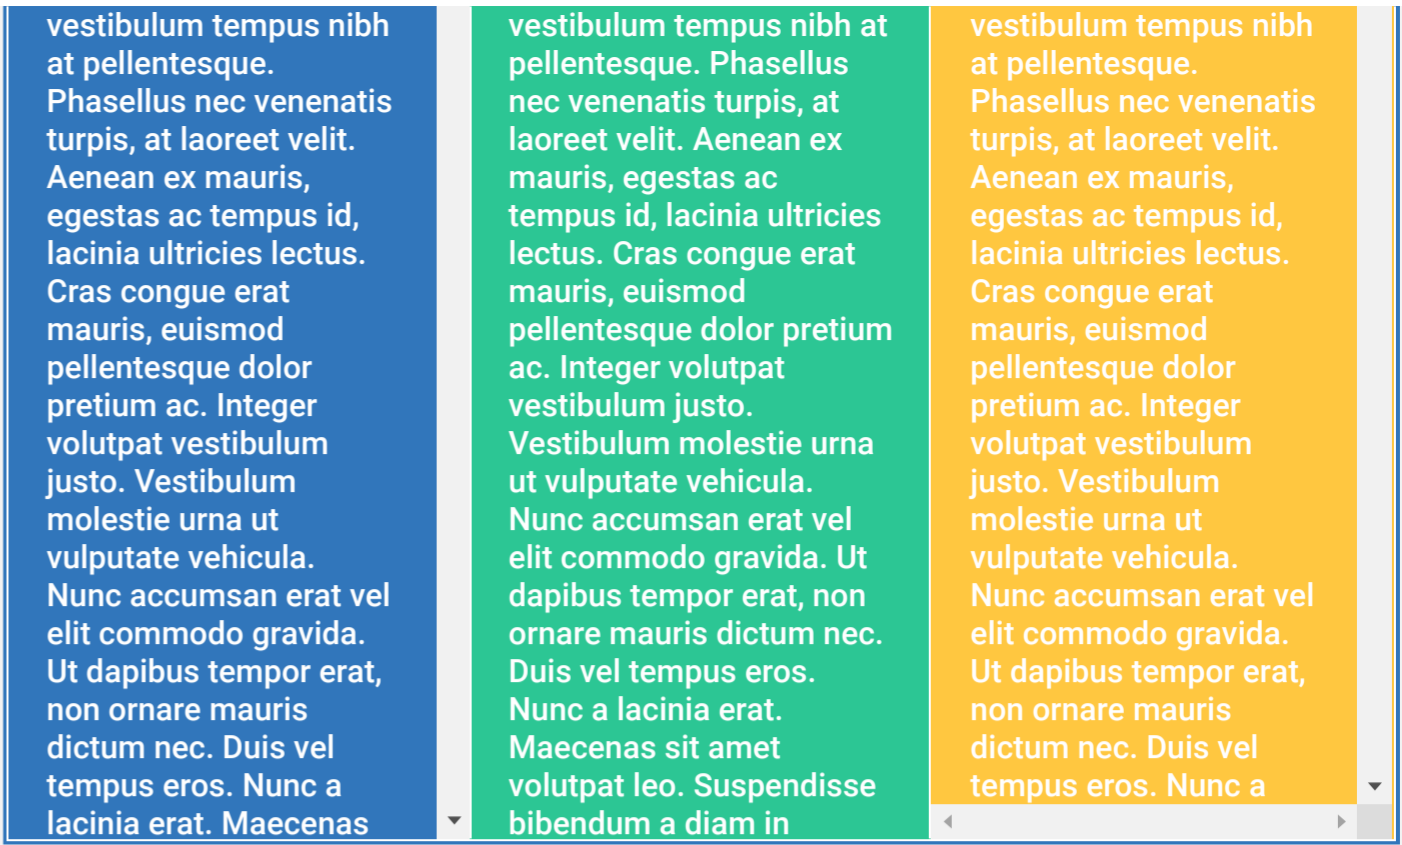 vestibulum tempus nibh
at pellentesque.
Phasellus nec venenatis
turpis, at laoreet velit.
Aenean ex mauris,
egestas ac tempus id,
lacinia ultricies lectus.
Cras congue erat
mauris, euismod
pellentesque dolor
pretium ac. Integer
volutpat vestibulum
justo. Vestibulum
molestie urna ut
vulputate vehicula.
Nunc accumsan erat vel
elit commodo gravida.
Ut dapibus tempor erat,
non ornare mauris
dictum nec. Duis vel
tempus eros. Nunc a
lacinia erat. Maecenas
vestibulum tempus nibh at
pellentesque. Phasellus
nec venenatis turpis, at
laoreet velit. Aenean ex
mauris, egestas ac
tempus id, lacinia ultricies
lectus. Cras congue erat
mauris, euismod
pellentesque dolor pretium
ac. Integer volutpat
vestibulum justo.
Vestibulum molestie urna
ut vulputate vehicula.
Nunc accumsan erat vel
elit commodo gravida. Ut
dapibus tempor erat, non
ornare mauris dictum nec.
Duis vel tempus eros.
Nunc a lacinia erat.
Maecenas sit amet
volutpat leo. Suspendisse
bibendum a diam in
vestibulum tempus nibh
at pellentesque.
Phasellus nec venenatis
turpis, at laoreet velit.
Aenean ex mauris,
egestas ac tempus id,
lacinia ultricies lectus.
Cras congue erat
mauris, euismod
pellentesque dolor
pretium ac. Integer
volutpat vestibulum
justo. Vestibulum
molestie urna ut
vulputate vehicula.
Nunc accumsan erat vel
elit commodo gravida.
Ut dapibus tempor erat,
non ornare mauris
dictum nec. Duis vel
tempus eros. Nunc a